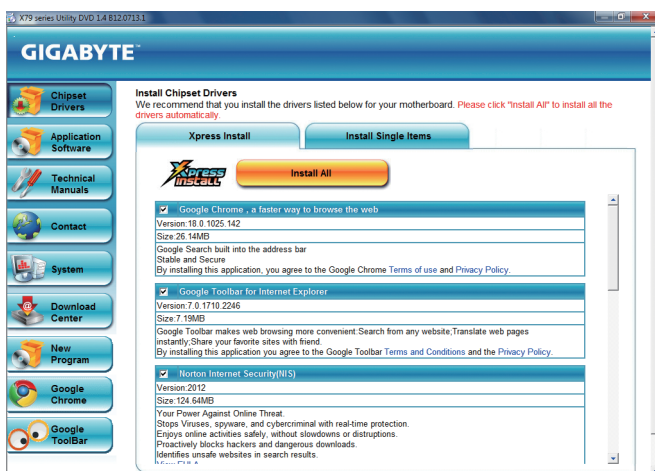 X79 series Utility DVD 1.4 B12.0713.1
GIGABYTE™
Chipset
Drivers
Application
Software
Technical
Manuals
Contact
System
Download
Center
New
Program
Google
Chrome
Google
ToolBar
Install Chipset Drivers
We recommend that you install the drivers listed below for your motherboard. Please click "Install All" to install all the
drivers automatically.
Xpress Install
Install Single Items
Xpress
Install
Install All
Google Chrome , a faster way to browse the web
Version:18.0.1025.142
Size:26.14MB
Google Search built into the address bar
Stable and Secure
By installing this application, you agree to the Google Chrome Terms of use and Privacy Policy.
Google Toolbar for Internet Explorer
Version:7.0.1710.2246
Size:7.19MB
Google Toolbar makes web browsing more convenient:Search from any website;Translate web pages
instantly;Share your favorite sites with friend.
By installing this application you agree to the Google Toolbar Terms and Conditions and the Privacy Policy.
Norton Internet Security(NIS)
Version:2012
Size:124.64MB
Your Power Against Online Threat.
Stops Viruses, spyware, and cybercriminal with real-time protection.
Enjoys online activities safely, without slowdowns or distruptions.
Proactively blocks hackers and dangerous downloads.
Identifies unsafe websites in search results.
View EULA